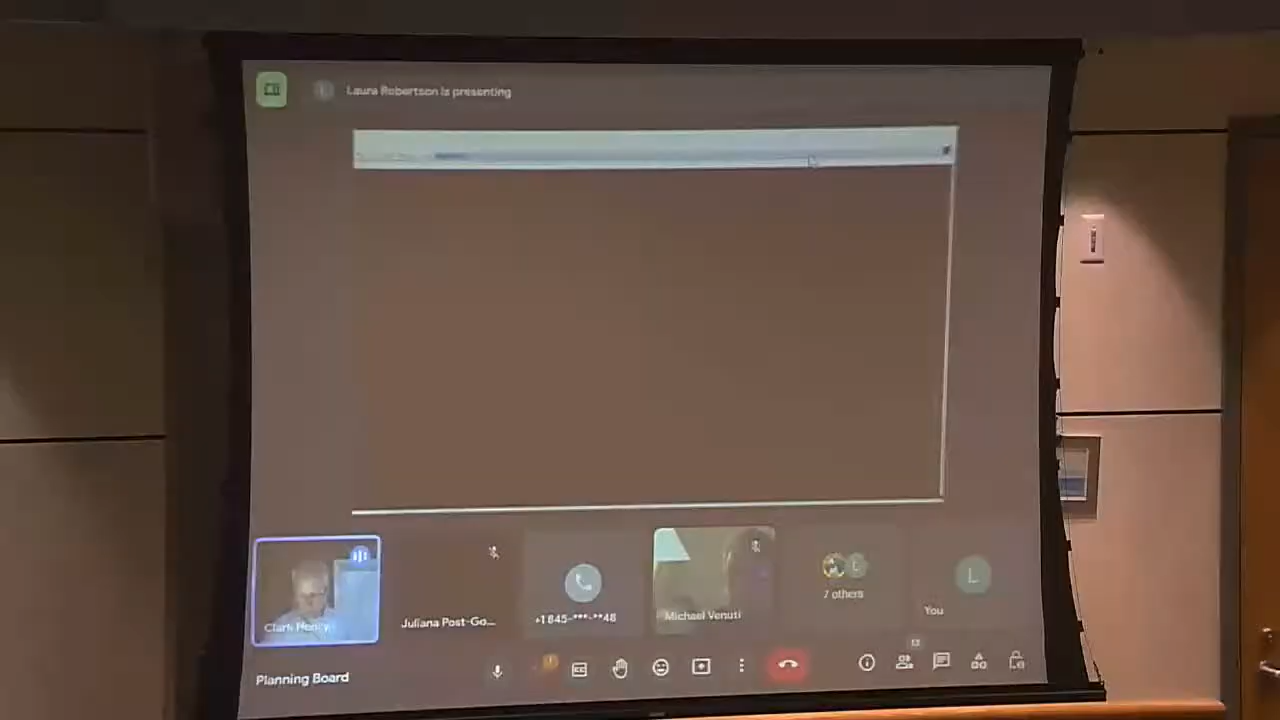 Laura Robertson is presenting
Clark Henry
Juliana Post-Go...
+1 845-***-**48
Michael Venuti
7 others
L
You
Planning Board